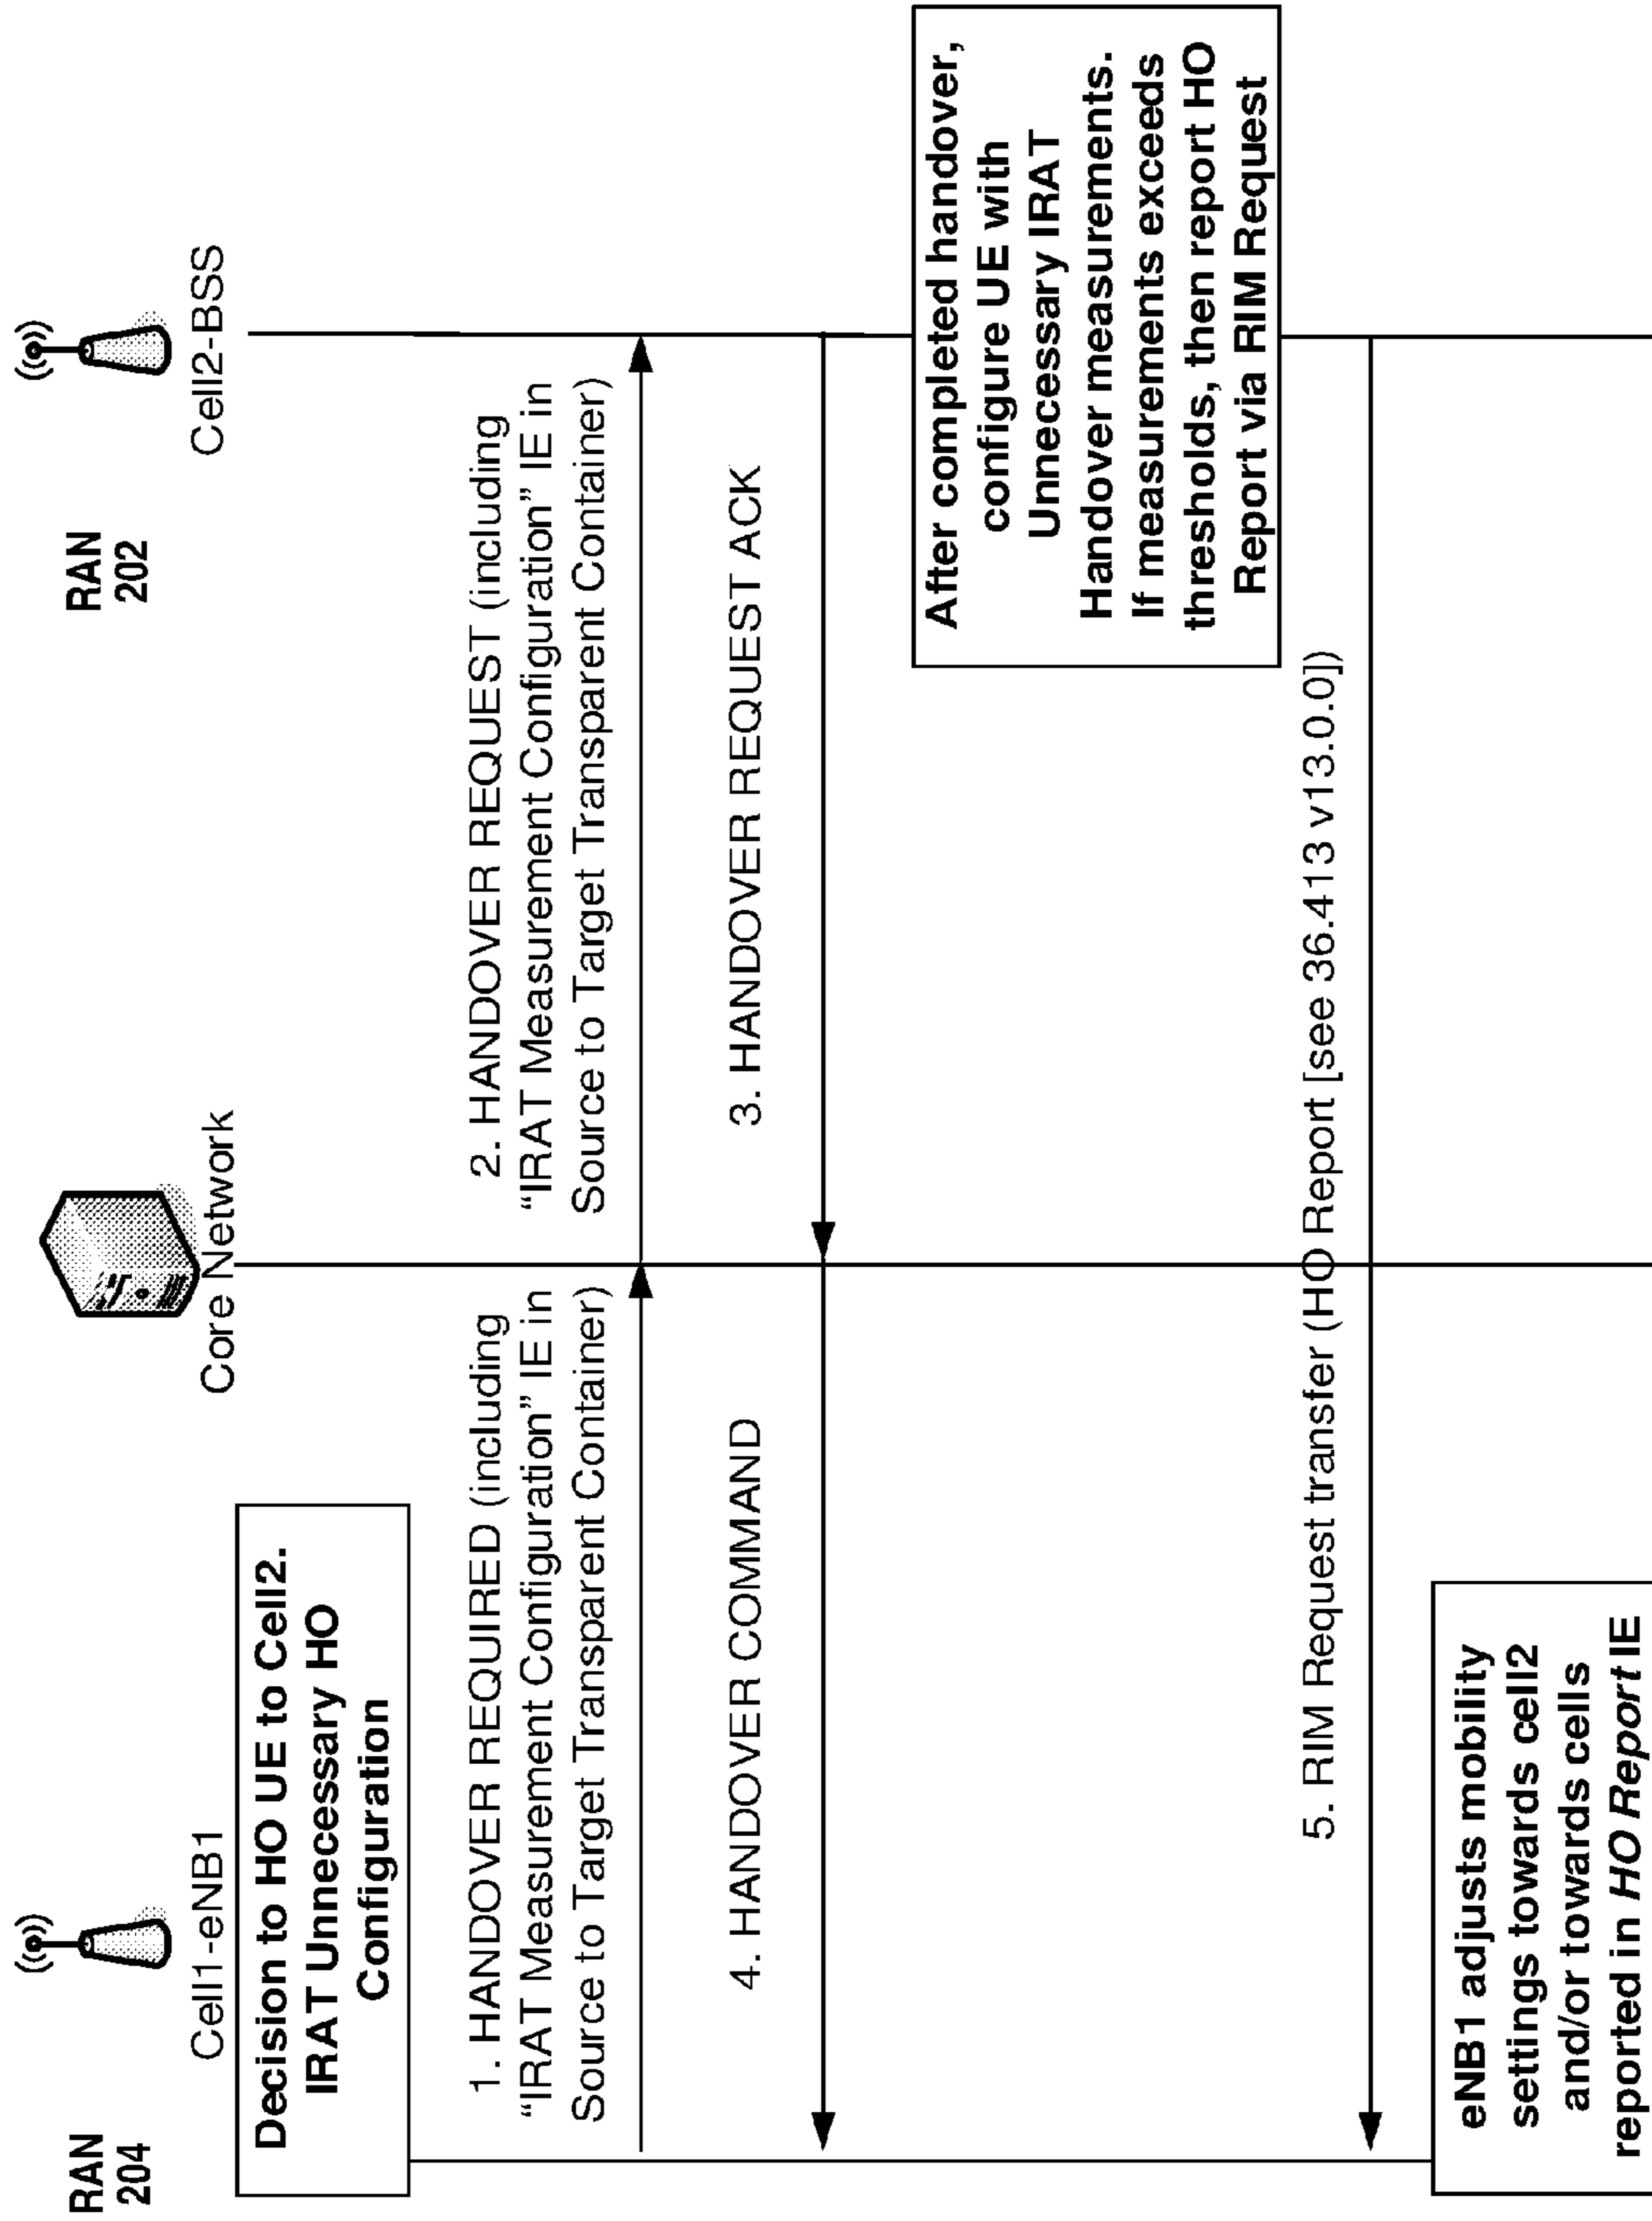 RAN
204
RAN
202
Cell1-eNB1
Core Network
Cell2-BSS
Decision to HO UE to Cell2.
IRAT Unnecessary HO
Configuration
1. HANDOVER REQUIRED (including
“IRAT Measurement Configuration” IE in
Source to Target Transparent Container)
2. HANDOVER REQUEST (including
“IRAT Measurement Configuration” IE in
Source to Target Transparent Container)
3. HANDOVER REQUEST ACK
4. HANDOVER COMMAND
After completed handover,
configure UE with
Unnecessary IRAT
Handover measurements.
If measurements exceeds
thresholds, then report HO
Report via RIM Request
5. RIM Request transfer (HO Report [see 36.413 v13.0.0])
eNB1 adjusts mobility
settings towards cell2
and/or towards cells
reported in HO Report IE